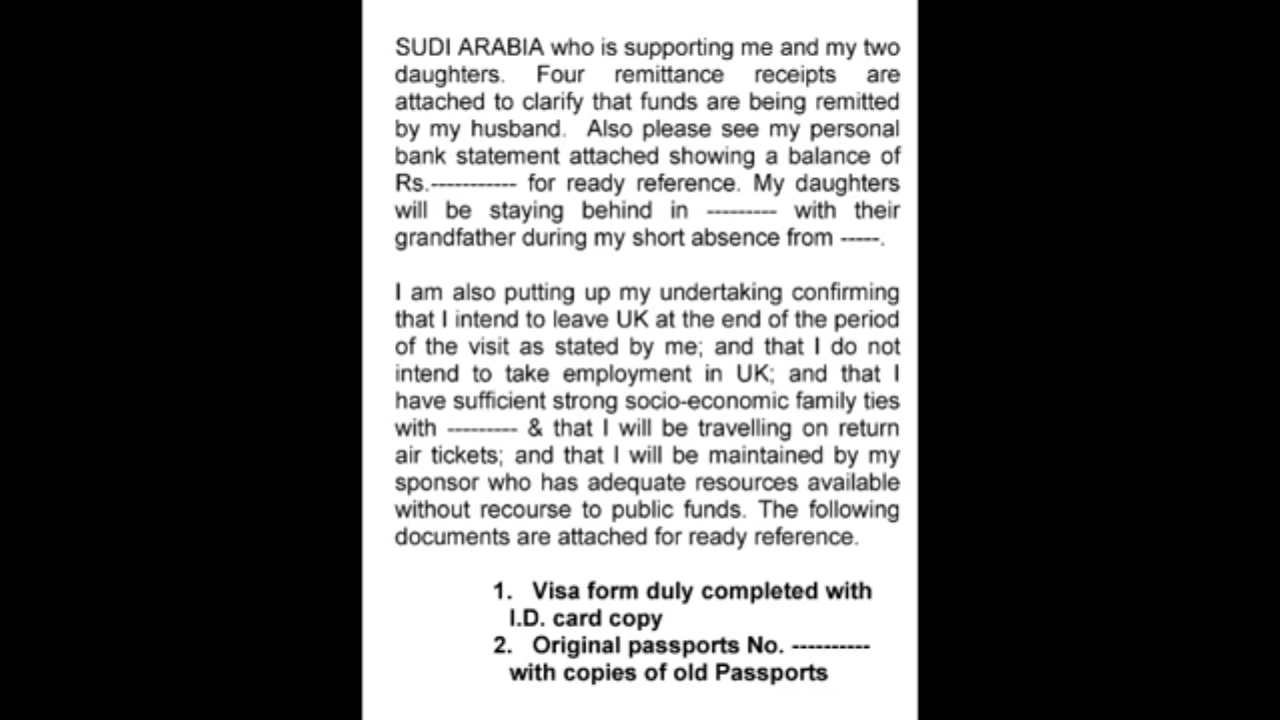 SUDI ARABIA who is supporting me and my two
daughters. Four remittance receipts are
attached to clarify that funds are being remitted
by my husband. Also please see my personal
bank statement attached showing a balance of
Rs.----------- for ready reference. My daughters
will be staying behind in --------- with their
grandfather during my short absence from -----.
I am also putting up my undertaking confirming
that I intend to leave UK at the end of the period
of the visit as stated by me; and that I do not
intend to take employment in UK; and that I
have sufficient strong socio-economic family ties
with --------- & that I will be travelling on return
air tickets; and that I will be maintained by my
sponsor who has adequate resources available
without recourse to public funds. The following
documents are attached for ready reference.
1. Visa form duly completed with
I.D. card copy
2. Original passports No. ----------
with copies of old Passports